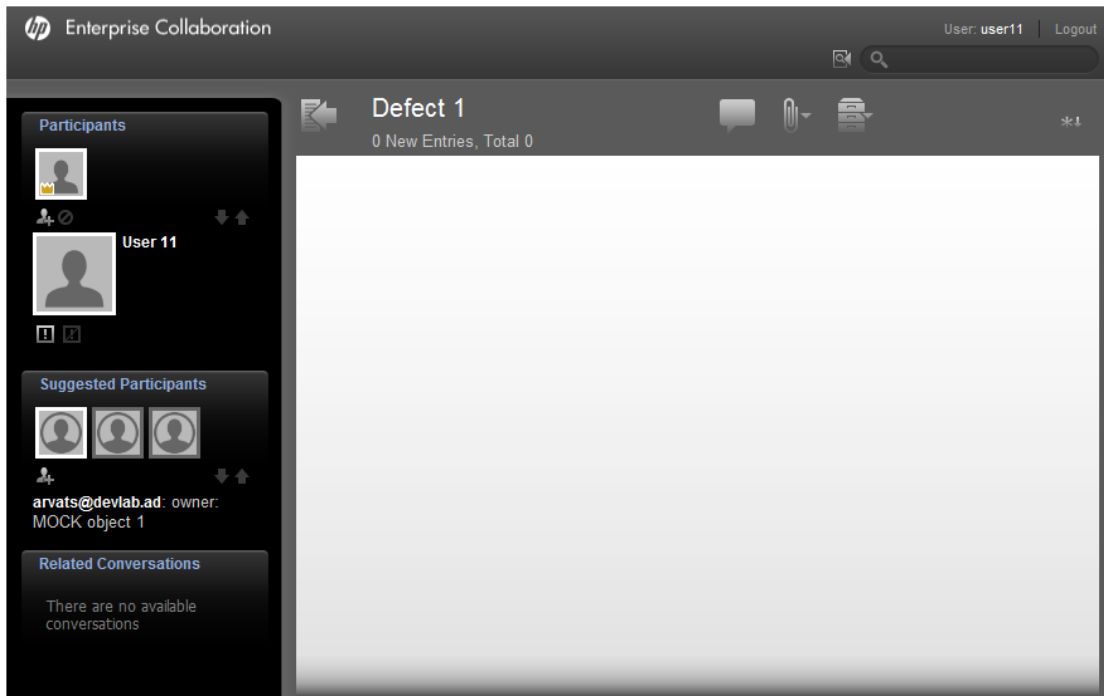 hp Enterprise Collaboration
User: user11 Logout
Participants
User 11
Suggested Participants
arvats@devlab.ad: owner:
MOCK object 1
Related Conversations
There are no available
conversations
Defect 1
0 New Entries, Total 0